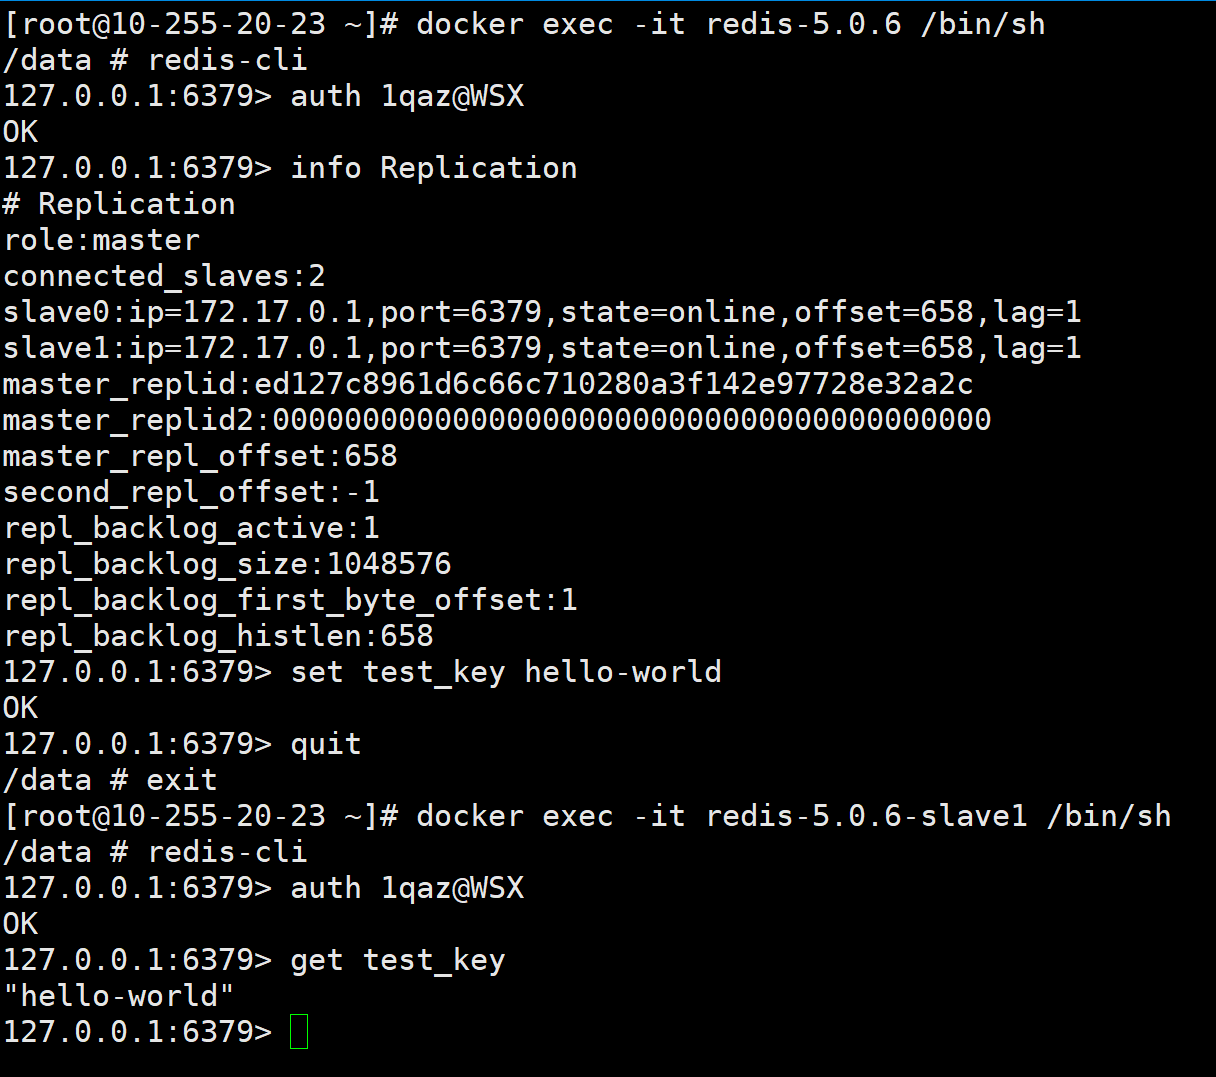 [root@10-255-20-23 ~]# docker exec -it redis-5.0.6 /bin/sh
/data # redis-cli
127.0.0.1:6379> auth 1qaz@WSX
OK
127.0.0.1:6379> info Replication
# Replication
role:master
connected_slaves:2
slave0:ip=172.17.0.1,port=6379,state=online,offset=658,lag=1
slave1:ip=172.17.0.1,port=6379,state=online,offset=658,lag=1
master_replid:ed127c8961d6c66c710280a3f142e97728e32a2c
master_replid2:0000000000000000000000000000000000000000
master_repl_offset:658
second_repl_offset:-1
repl_backlog_active:1
repl_backlog_size:1048576
repl_backlog_first_byte_offset:1
repl_backlog_histlen:658
127.0.0.1:6379> set test_key hello-world
OK
127.0.0.1:6379> quit
/data # exit
[root@10-255-20-23 ~]# docker exec -it redis-5.0.6-slave1 /bin/sh
/data # redis-cli
127.0.0.1:6379> auth 1qaz@WSX
OK
127.0.0.1:6379> get test_key
"hello-world"
127.0.0.1:6379>